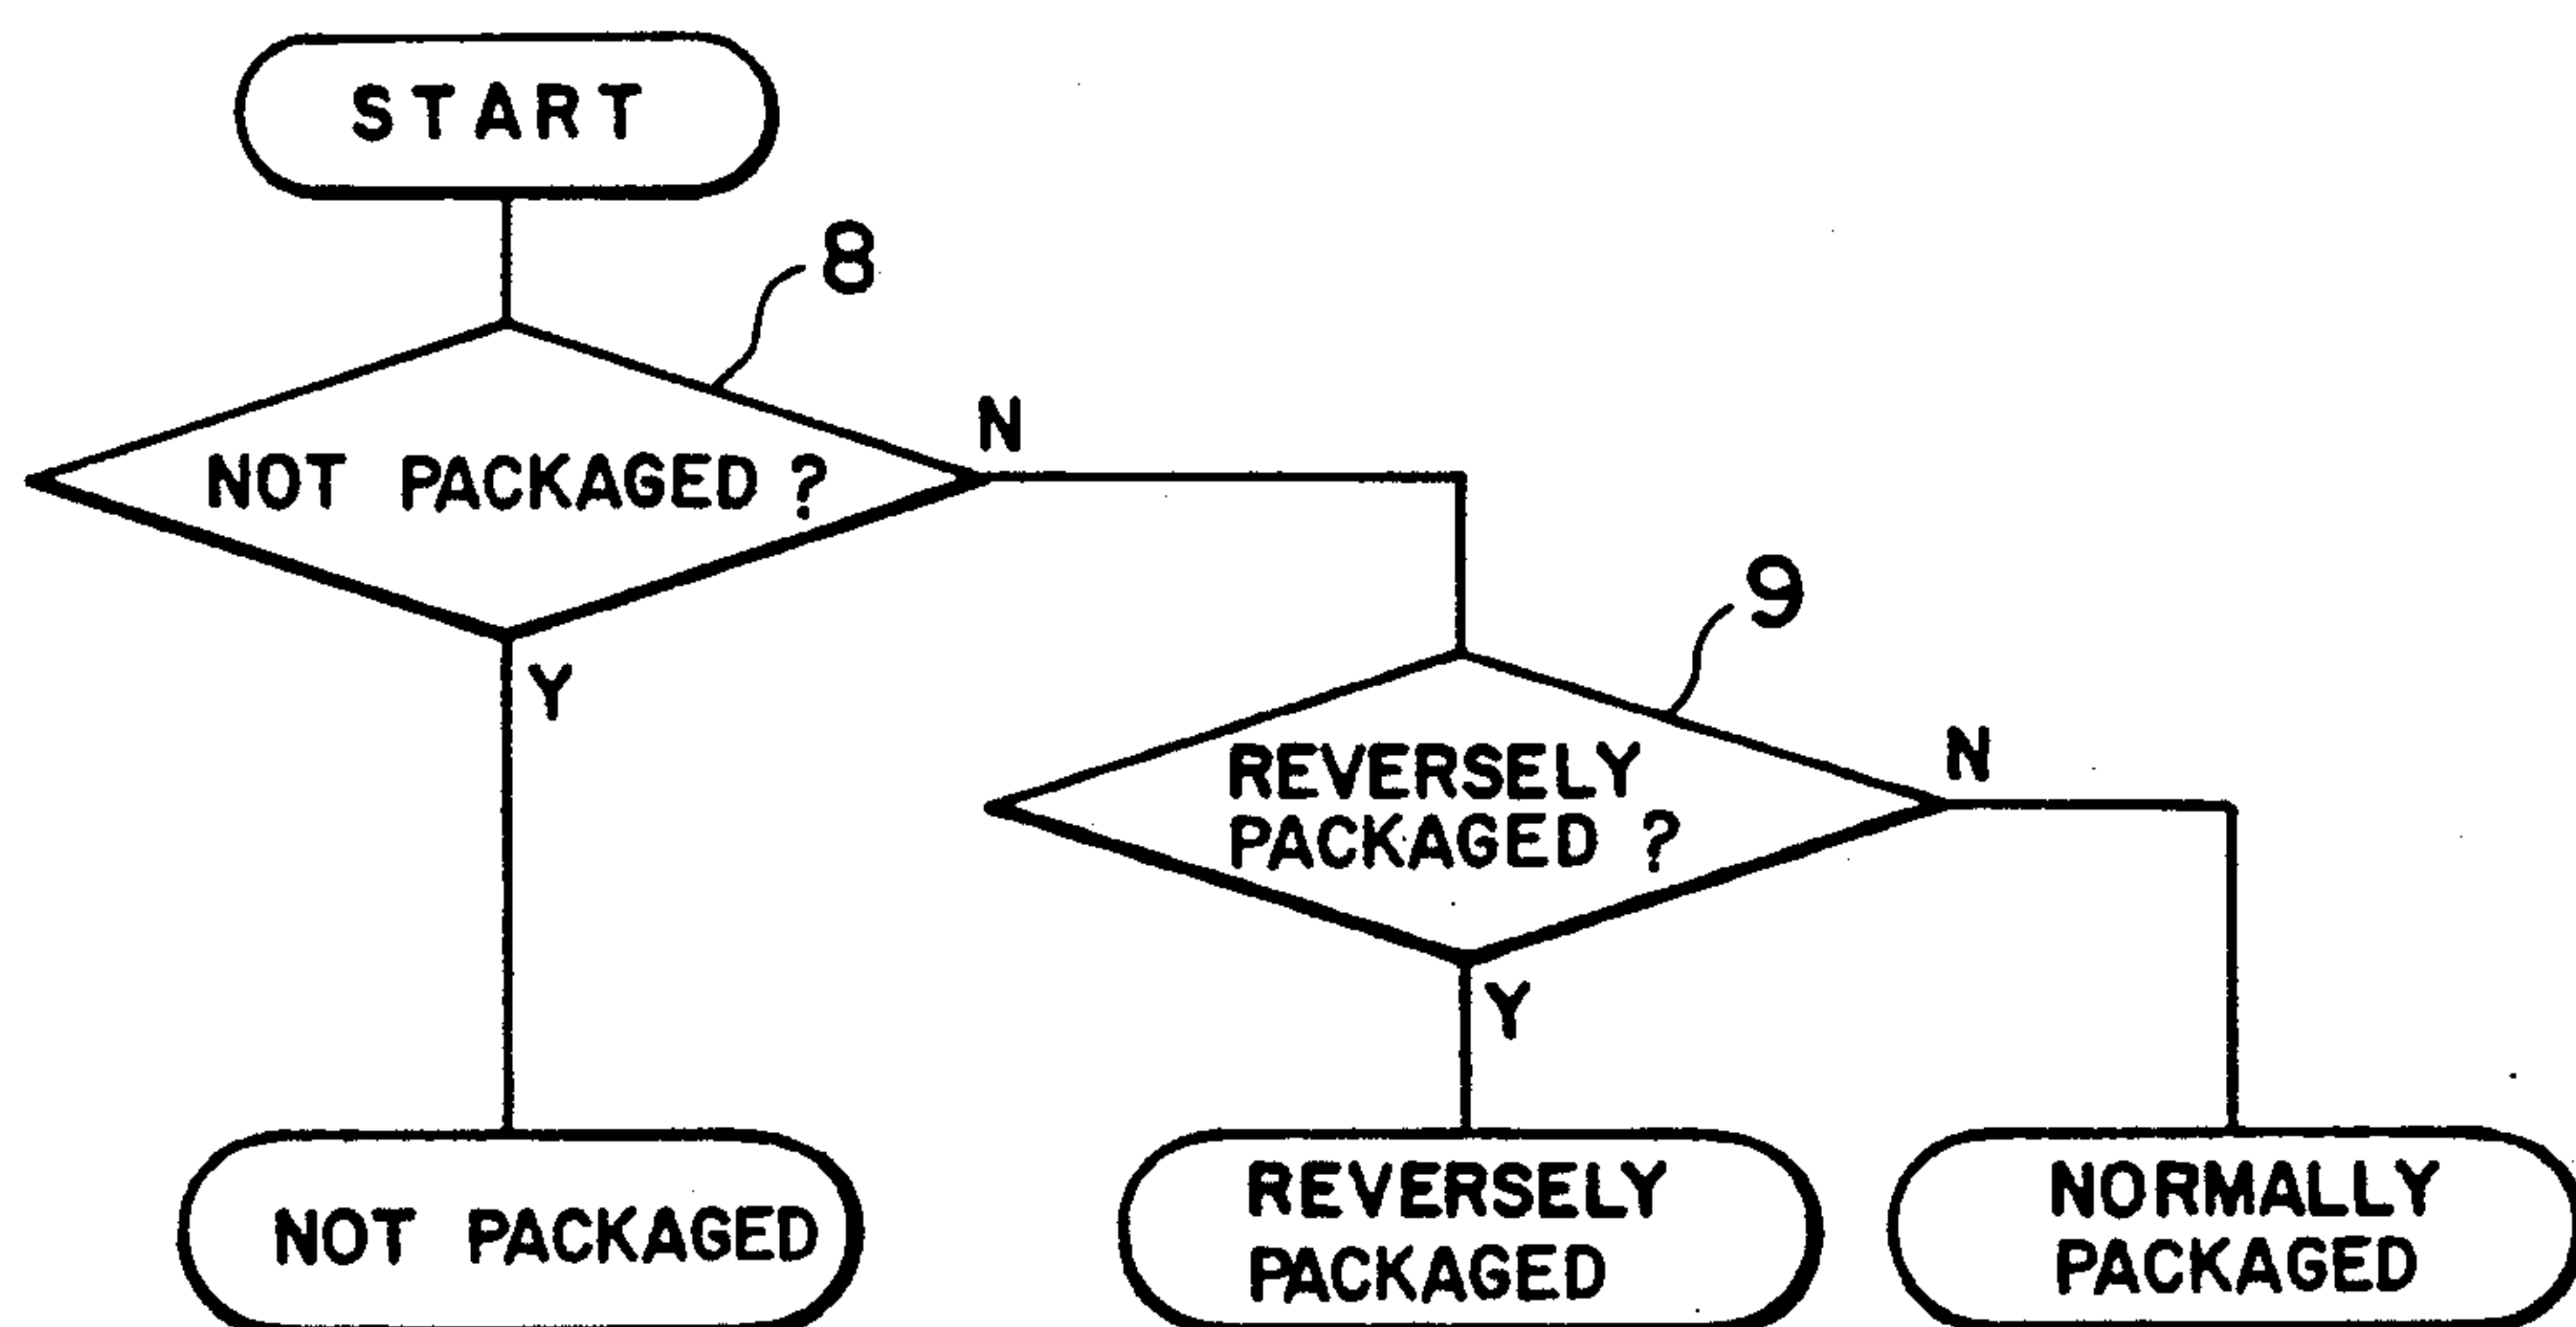 START
8
N
NOT PACKAGED ?
Y
9
N
REVERSELY
PACKAGED ?
Y
NOT PACKAGED
REVERSELY
PACKAGED
NORMALLY
PACKAGED